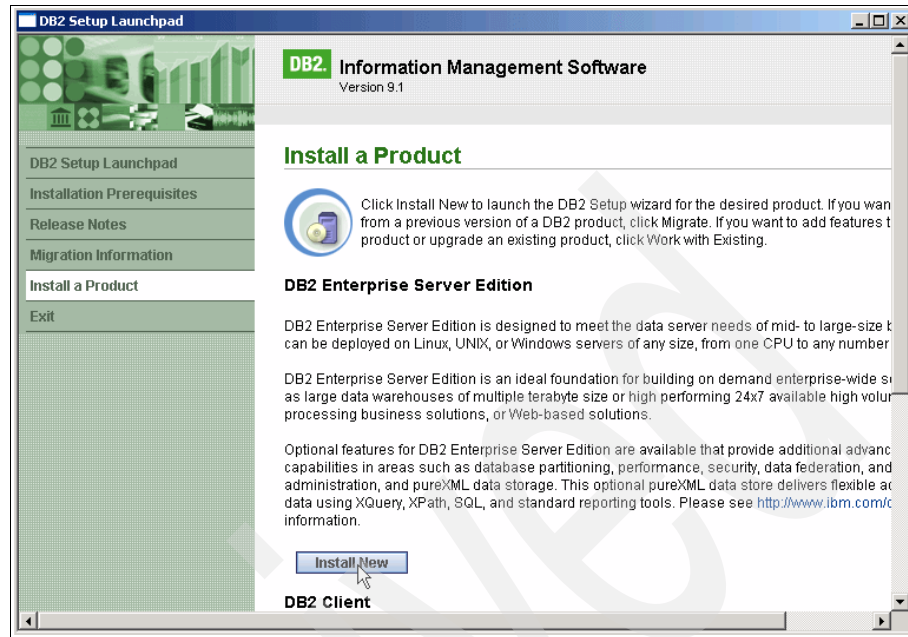 DB2 Setup Launchpad
DB2. Information Management Software
Version 9.1
DB2 Setup Launchpad
Installation Prerequisites
Release Notes
Migration Information
Install a Product
Exit
Install a Product
Click Install New to launch the DB2 Setup wizard for the desired product. If you wan
from a previous version of a DB2 product, click Migrate. If you want to add features t
product or upgrade an existing product, click Work with Existing.
DB2 Enterprise Server Edition
DB2 Enterprise Server Edition is designed to meet the data server needs of mid- to large-size b
can be deployed on Linux, UNIX, or Windows servers of any size, from one CPU to any number
DB2 Enterprise Server Edition is an ideal foundation for building on demand enterprise-wide s
as large data warehouses of multiple terabyte size or high performing 24x7 available high volur
processing business solutions, or Web-based solutions.
Optional features for DB2 Enterprise Server Edition are available that provide additional advanc
capabilities in areas such as database partitioning, performance, security, data federation, and
administration, and pureXML data storage. This optional pureXML data store delivers flexible ac
data using XQuery, XPath, SQL, and standard reporting tools. Please see http://www.ibm.com/c
information.
Install New
DB2 Client